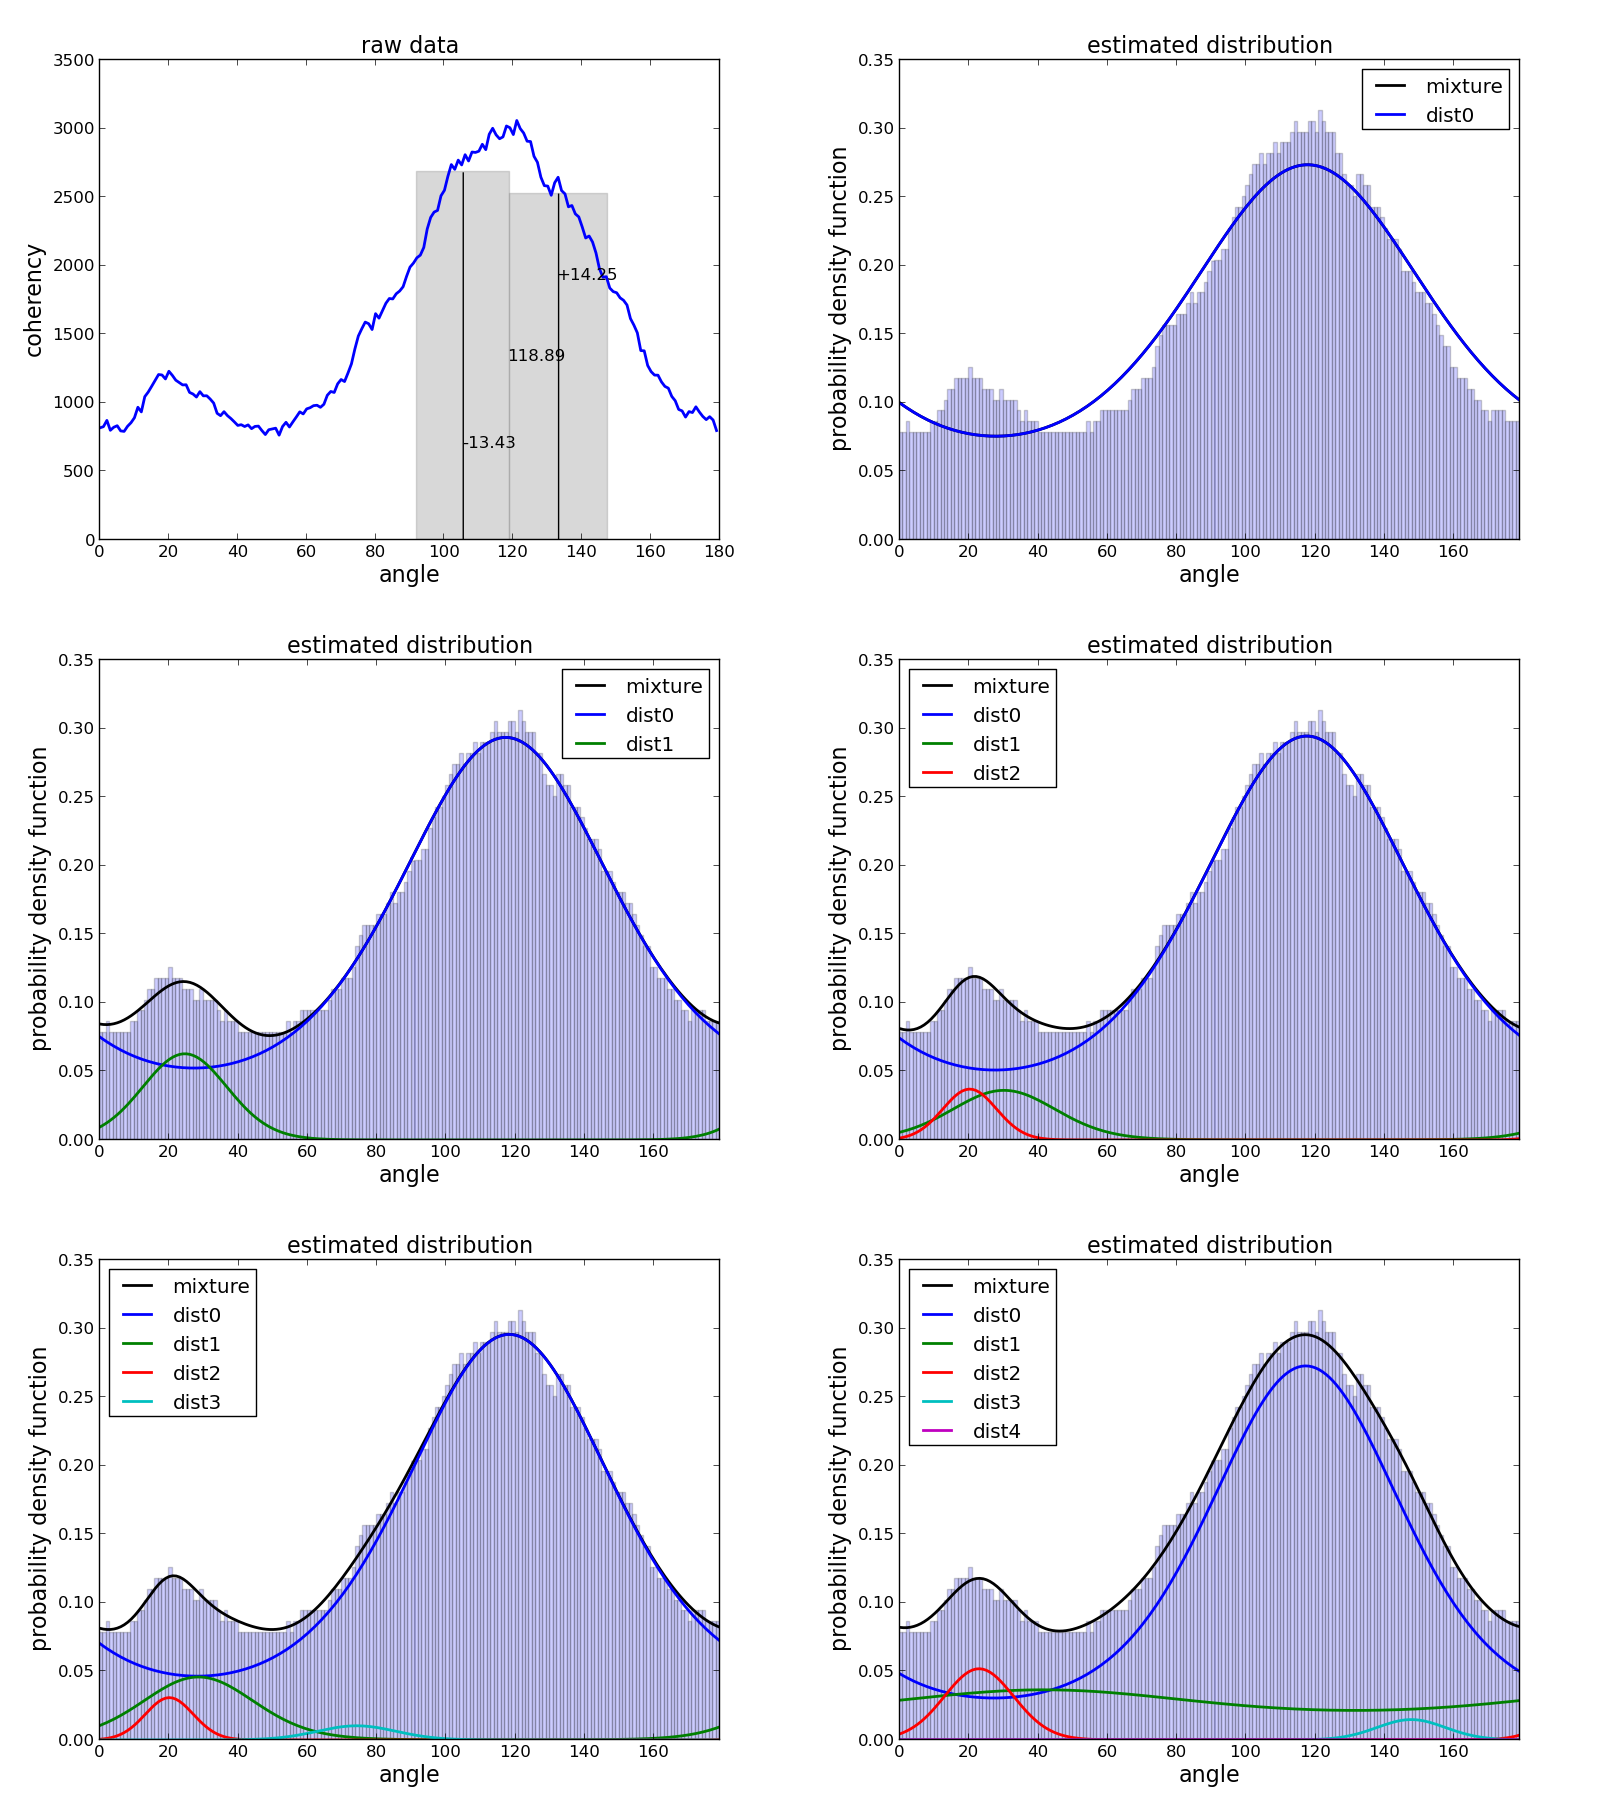 raw data
3500
3000
2500
2000
1500
1000
500
0
coherency
+14.25
118.89
-13.43
0 20 40 60 80 100 120 140 160 180
angle
estimated distribution
0.35
0.30
0.25
0.20
0.15
0.10
0.05
0.00
probability density function
mixture
dist0
0 20 40 60 80 100 120 140 160
angle
estimated distribution
0.35
0.30
0.25
0.20
0.15
0.10
0.05
0.00
probability density function
mixture
dist0
dist1
0 20 40 60 80 100 120 140 160
angle
estimated distribution
0.35
0.30
0.25
0.20
0.15
0.10
0.05
0.00
probability density function
mixture
dist0
dist1
dist2
0 20 40 60 80 100 120 140 160
angle
estimated distribution
0.35
0.30
0.25
0.20
0.15
0.10
0.05
0.00
probability density function
mixture
dist0
dist1
dist2
dist3
0 20 40 60 80 100 120 140 160
angle
estimated distribution
0.35
0.30
0.25
0.20
0.15
0.10
0.05
0.00
probability density function
mixture
dist0
dist1
dist2
dist3
dist4
0 20 40 60 80 100 120 140 160
angle